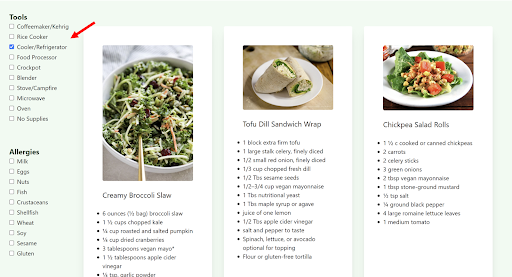 Tools
Coffeemaker/Kehrig
Rice Cooker
Cooler/Refrigerator
Food Processor
Crockpot
Blender
Stove/Campfire
Microwave
Oven
No Supplies
Allergies
Milk
Eggs
Nuts
Fish
Crustaceans
Shellfish
Wheat
Soy
Sesame
Gluten
Creamy Broccoli Slaw
6 ounces (½ bag) broccoli slaw
1 ½ cups chopped kale
¼ cup roasted and salted pumpkin
¼ cup dried cranberries
3 tablespoons vegan mayo*
1 ½ tablespoons apple cider
vinegar
¼ tsp. garlic powder
Tofu Dill Sandwich Wrap
1 block extra firm tofu
1 large stalk celery, finely diced
1/2 small red onion, finely diced
1/3 cup chopped fresh dill
1/2 Tbs sesame seeds
1/2–3/4 cup vegan mayonnaise
1 Tbs nutritional yeast
1 Tbs maple syrup or agave
juice of one lemon
1/2 Tbs apple cider vinegar
salt and pepper to taste
Spinach, lettuce, or avocado
optional for topping
Flour or gluten-free tortilla
Chickpea Salad Rolls
1 ½ c cooked or canned chickpeas
2 carrots
2 celery sticks
3 green onions
2 tbsp vegan mayonnaise
1 tbsp stone-ground mustard
½ tsp salt
¼ ground black pepper
4 large romaine lettuce leaves
1 medium tomato